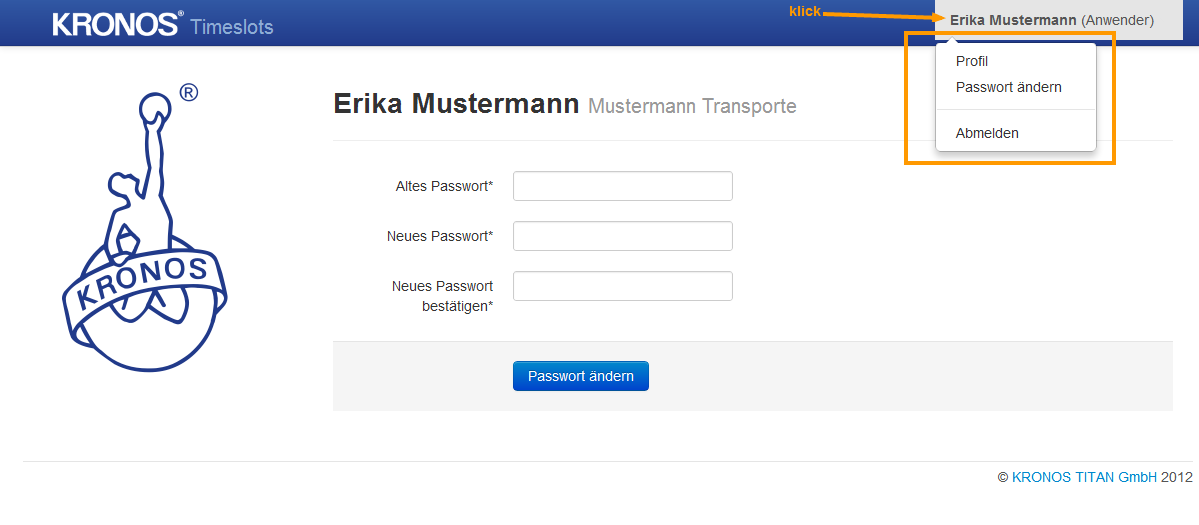 KRONOS® Timeslots
klick
Erika Mustermann (Anwender)
Profil
Passwort ändern
Abmelden
®
KRONOS
Erika Mustermann Mustermann Transporte
Altes Passwort*
Neues Passwort*
Neues Passwort
bestätigen*
Passwort ändern
© KRONOS TITAN GmbH 2012